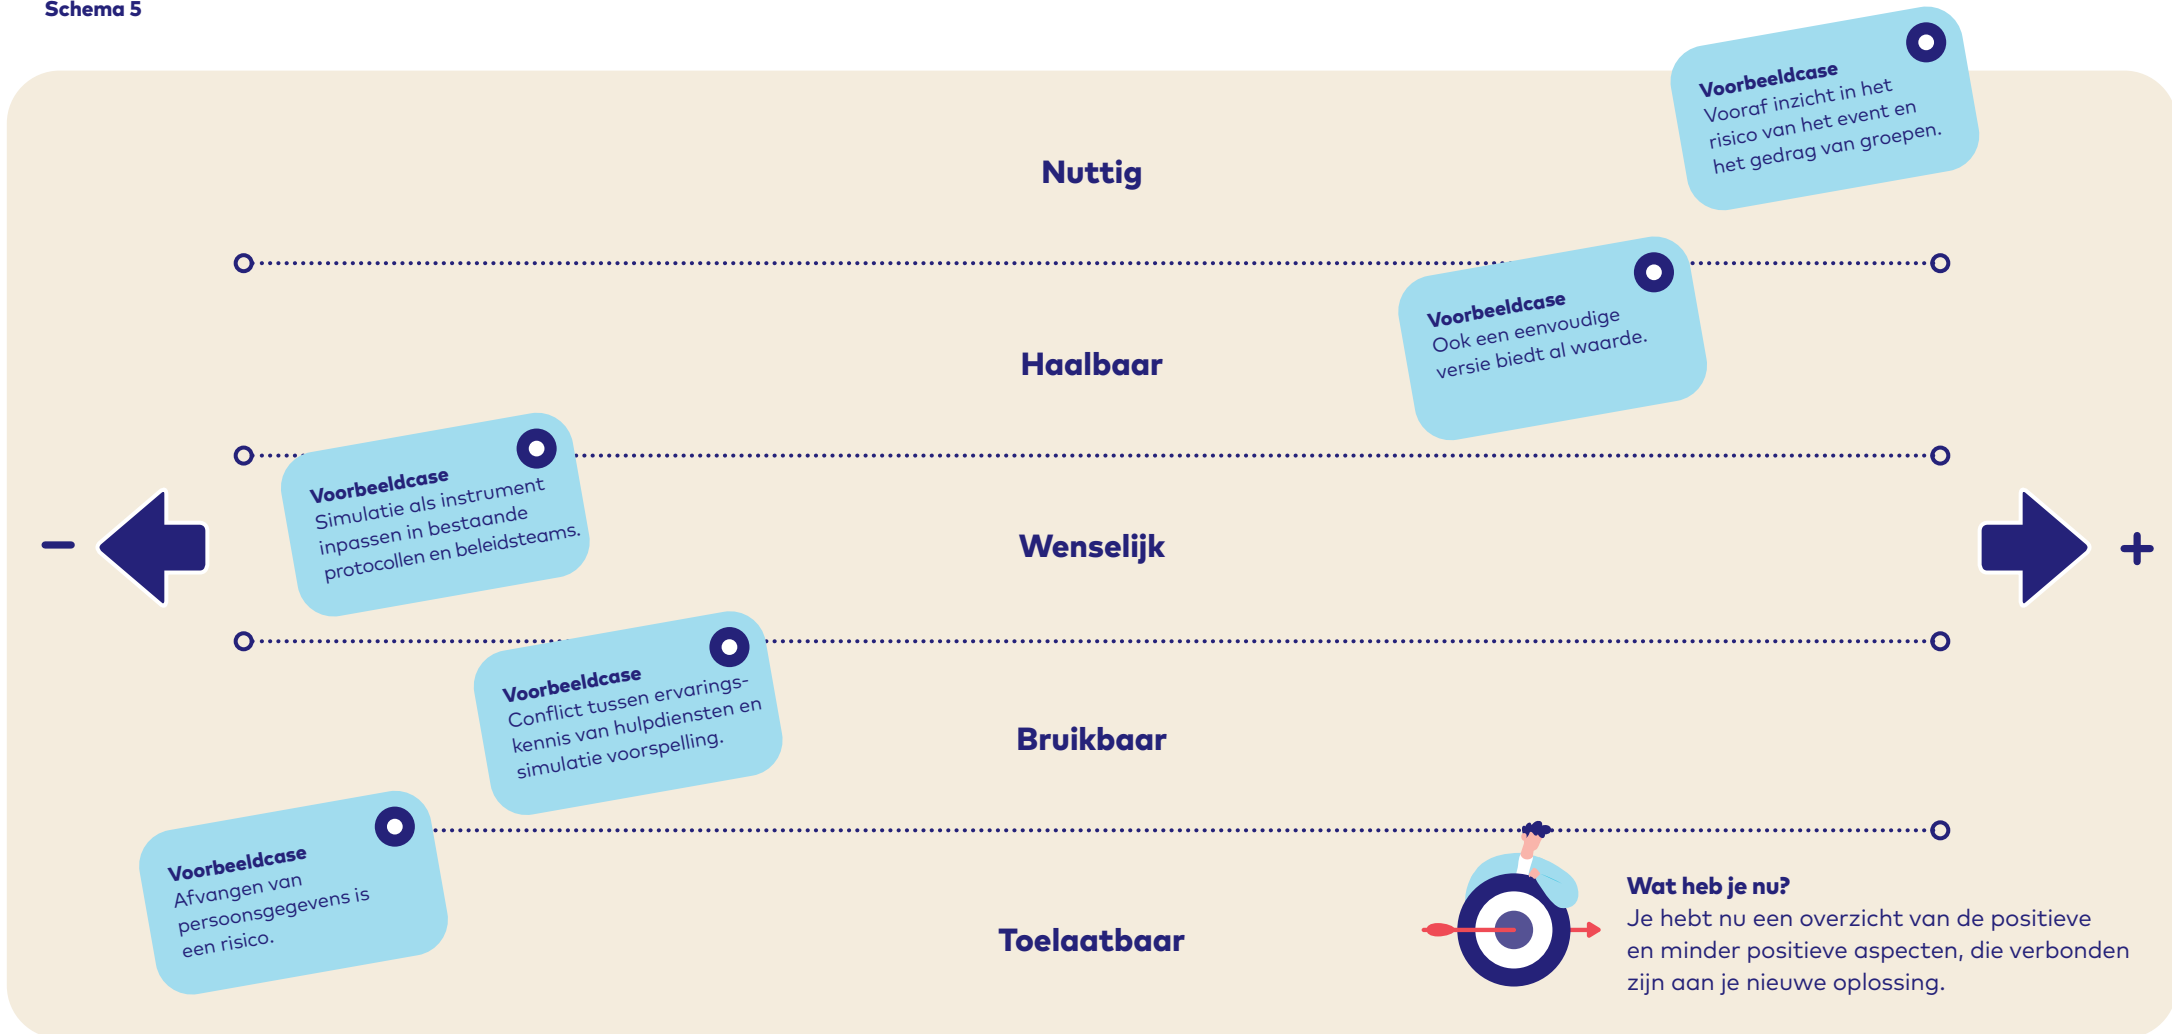 Schema 5
Voorbeeldcase
Vooraf inzicht in het
risico van het event en
het gedrag van groepen.
Nuttig
Voorbeeldcase
Ook een eenvoudige
versie biedt al waarde.
Haalbaar
Voorbeeldcase
Simulatie als instrument
inpassen in bestaande
protocollen en beleidsteams.
–
Wenselijk
+
Voorbeeldcase
Conflict tussen ervarings-
kennis van hulpdiensten en
simulatie voorspelling.
Bruikbaar
Voorbeeldcase
Afvangen van
persoonsgegevens is
een risico.
Toelaatbaar
Wat heb je nu?
Je hebt nu een overzicht van de positieve
en minder positieve aspecten, die verbonden
zijn aan je nieuwe oplossing.